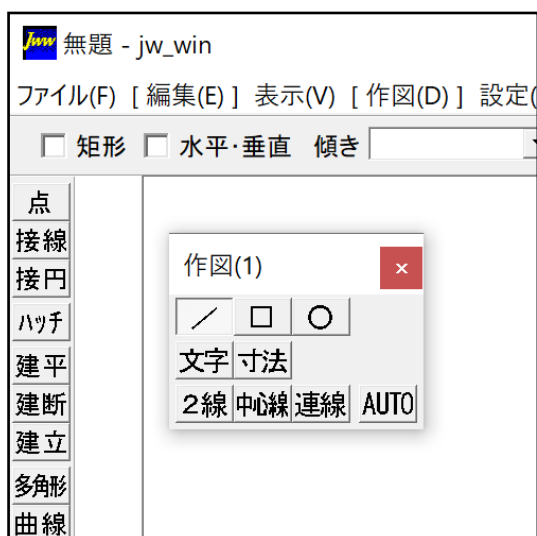 Jww 無題 - jw_win
ファイル(F) [ 編集(E) ] 表示(V) [ 作図(D) ] 設定(
矩形 水平・垂直 傾き
点
接線
接円
ハッチ
建平
建断
建立
多角形
曲線
作図(1) ×
／ □ ○
文字 寸法
2線 中心線 連線 AUTO